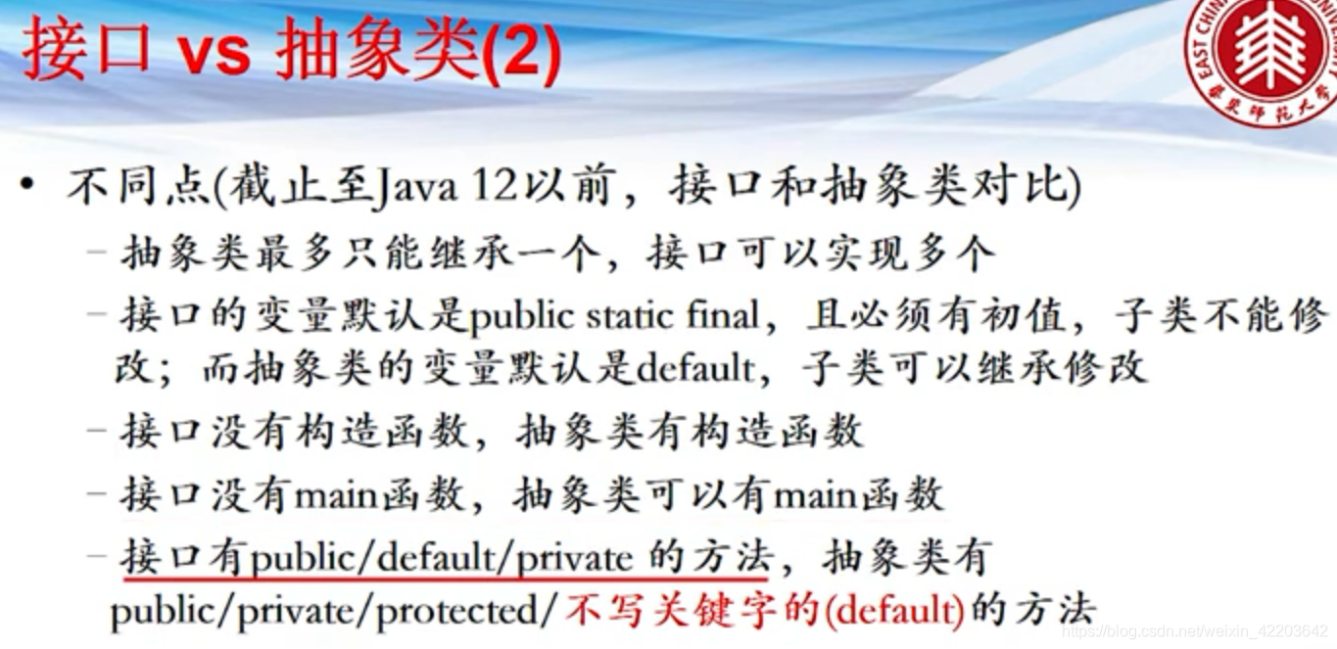 接口 vs 抽象类(2)
EAST CHINA
华东师范大学
• 不同点(截止至Java 12以前，接口和抽象类对比)
– 抽象类最多只能继承一个，接口可以实现多个
– 接口的变量默认是public static final，且必须有初值，子类不能修
改；而抽象类的变量默认是default，子类可以继承修改
– 接口没有构造函数，抽象类有构造函数
– 接口没有main函数，抽象类可以有main函数
– 接口有public/default/private 的方法，抽象类有
public/private/protected/不写关键字的(default)的方法
https://blog.csdn.net/weixin_42203642